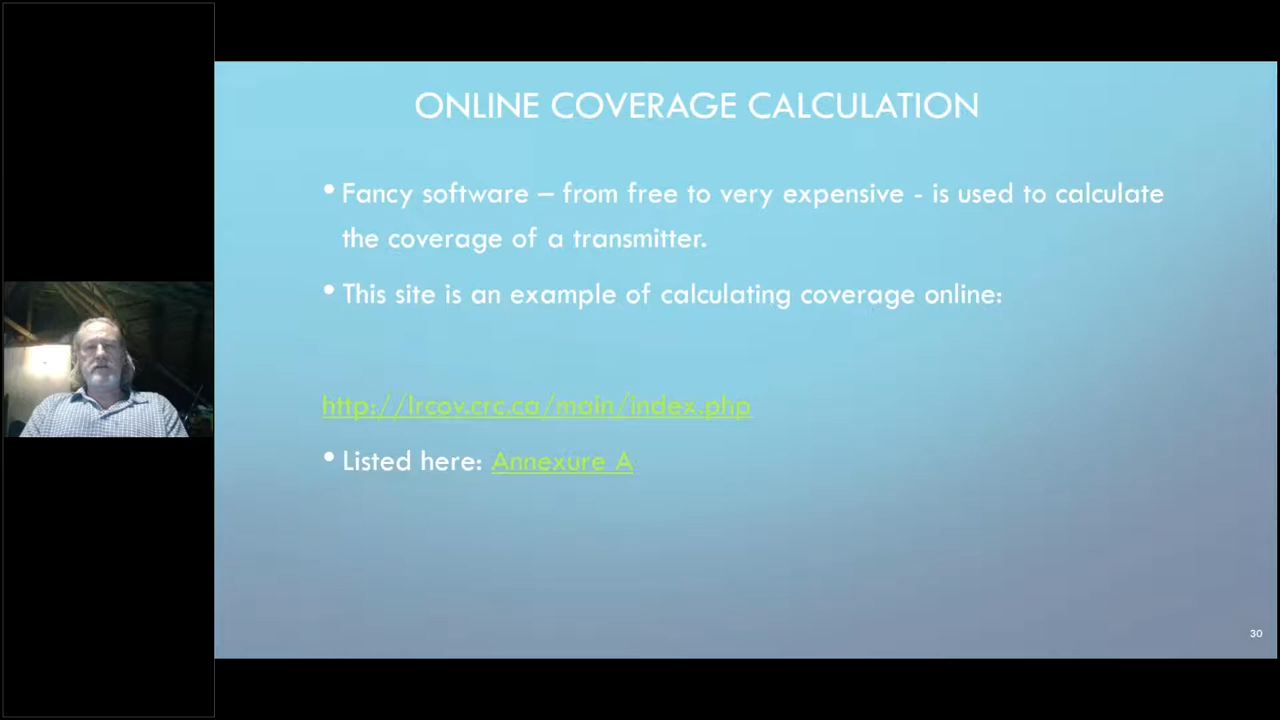 ONLINE COVERAGE CALCULATION
• Fancy software – from free to very expensive - is used to calculate
the coverage of a transmitter.
• This site is an example of calculating coverage online:
http://lrcov.crc.ca/main/index.php
• Listed here: Annexure A
30